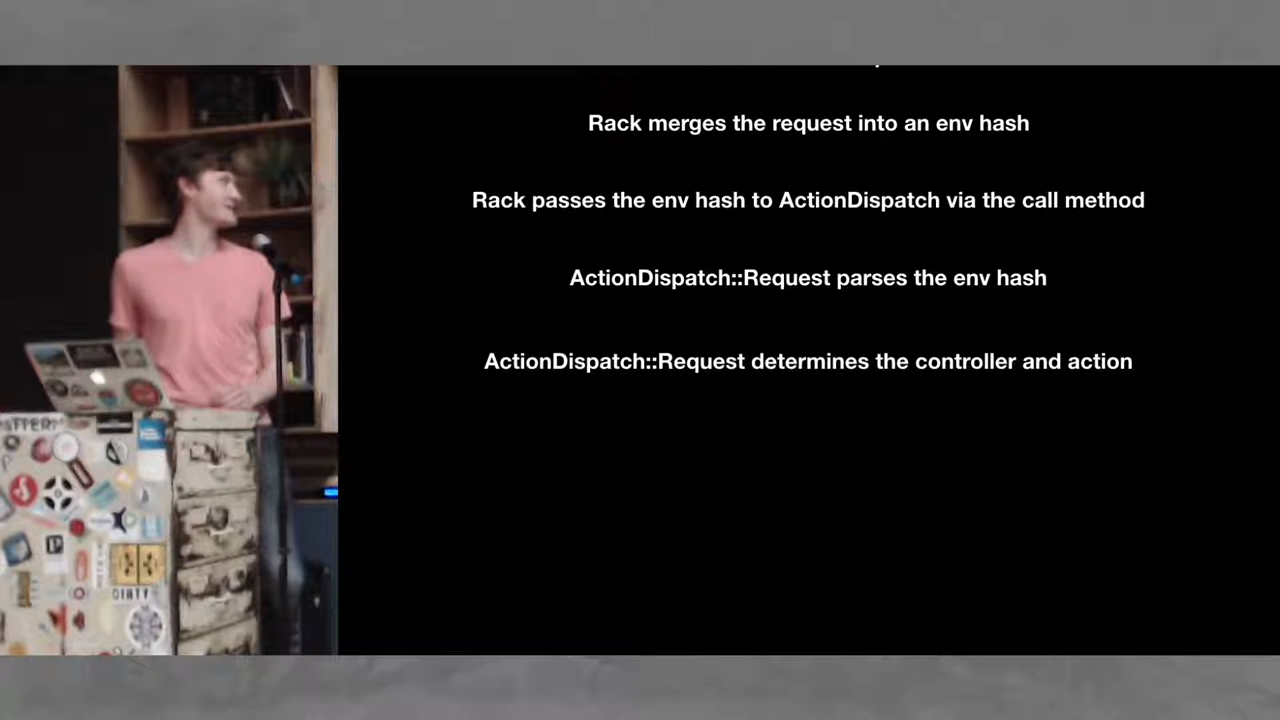 Rack merges the request into an env hash
Rack passes the env hash to ActionDispatch via the call method
ActionDispatch::Request parses the env hash
ActionDispatch::Request determines the controller and action
DIRTY